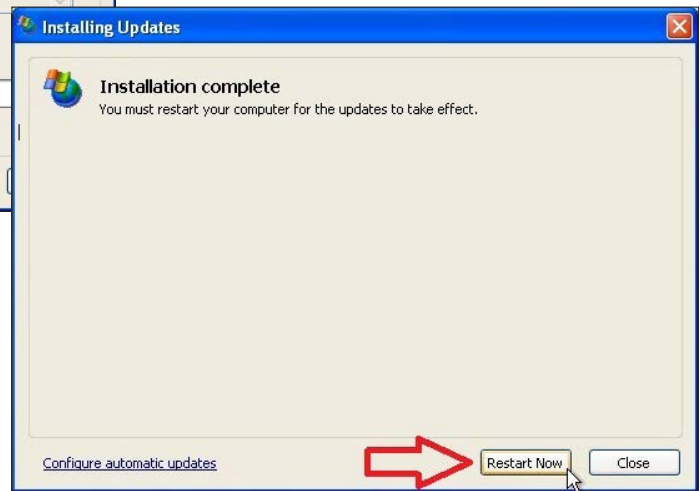 Installing Updates
Installation complete
You must restart your computer for the updates to take effect.
Configure automatic updates
Restart Now
Close